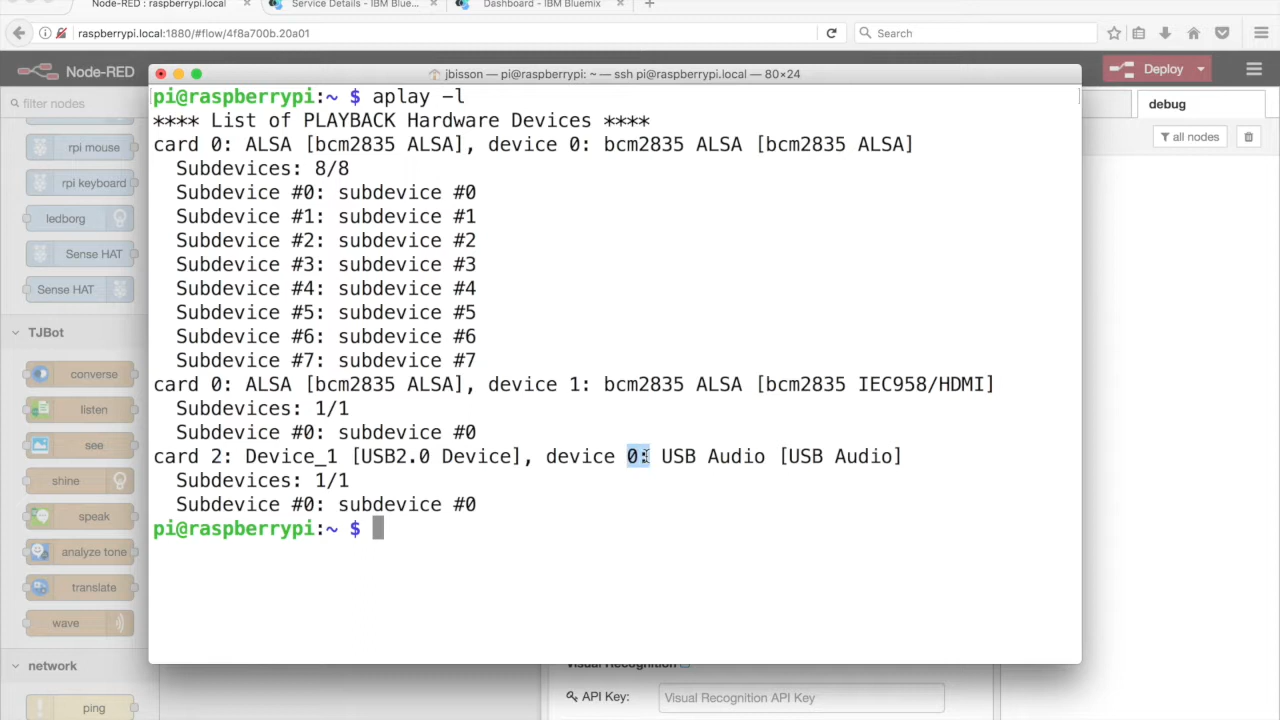 Node-RED : raspberrypi.local ×
Service Details - IBM Bluem... ×
Dashboard - IBM Bluemix ×
+
raspberrypi.local:1880/#flow/4f8a700b.20a01
Search
Node-RED
Deploy
jbisson — pi@raspberrypi: ~ — ssh pi@raspberrypi.local — 80×24
filter nodes
rpi mouse
rpi keyboard
ledborg
Sense HAT
Sense HAT
TJBot
converse
listen
see
shine
speak
analyze tone
translate
wave
network
ping
pi@raspberrypi:~ $ aplay -l
**** List of PLAYBACK Hardware Devices ****
card 0: ALSA [bcm2835 ALSA], device 0: bcm2835 ALSA [bcm2835 ALSA]
Subdevices: 8/8
Subdevice #0: subdevice #0
Subdevice #1: subdevice #1
Subdevice #2: subdevice #2
Subdevice #3: subdevice #3
Subdevice #4: subdevice #4
Subdevice #5: subdevice #5
Subdevice #6: subdevice #6
Subdevice #7: subdevice #7
card 0: ALSA [bcm2835 ALSA], device 1: bcm2835 ALSA [bcm2835 IEC958/HDMI]
Subdevices: 1/1
Subdevice #0: subdevice #0
card 2: Device_1 [USB2.0 Device], device 0: USB Audio [USB Audio]
Subdevices: 1/1
Subdevice #0: subdevice #0
pi@raspberrypi:~ $
debug
all nodes
Visual Recognition
API Key:
Visual Recognition API Key